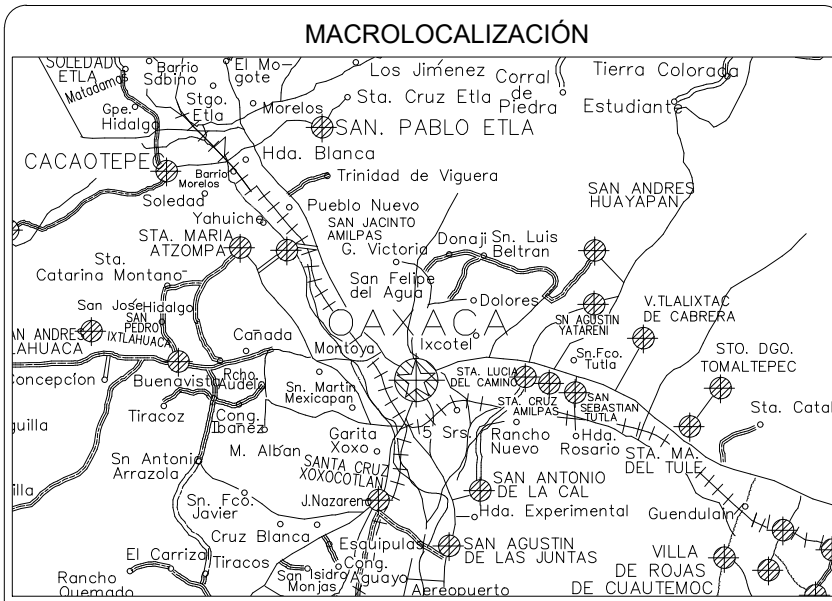 MACROLOCALIZACIÓN
SOLEDAD
ETLA
Matadamas
Barrio
Sabino
El Mo-
gote
Los Jimenez
Corral
de
Piedra
Tierra Colorada
Estudiante
Gpe.
Hidalgo
Stgo.
Etla
Morelos
Sta. Cruz Etla
SAN. PABLO ETLA
CACAOTEPEC
Barrio
Morelos
Hda. Blanca
Trinidad de Viguera
Soledad
Yahuiche
Pueblo Nuevo
SAN ANDRES
HUAYAPAN
STA. MARIA
ATZOMPA
SAN JACINTO
AMILPAS
G. Victoria
Donaji
Sn. Luis
Beltran
Sta.
Catarina Montano
San Felipe
del Agua
Dolores
San Jose
Hidalgo
SAN
PEDRO
IXTLAHUACA
OAXACA
Ixcotel
SN AGUSTIN
YATARENI
V.TLALIXTAC
DE CABRERA
AN ANDRES
LAHUACA
Cañada
Montoya
Sn.Fco.
Tutla
STO. DGO.
TOMALTEPEC
Concepcion
Buenavista
Rcho.
Audelo
Sn. Martin
Mexicapan
STA. LUCIA
DEL CAMINO
STA. CRUZ
AMILPAS
SAN
SEBASTIAN
TUTLA
Sta. Catal
Tiracoz
Cong.
Ibañez
guilla
M. Alban
Garita
Xoxo
5 Srs.
Rancho
Nuevo
Hda.
Rosario
STA. MA.
DEL TULE
Sn Antonio
Arrazola
SANTA CRUZ
XOXOCOTLAN
SAN ANTONIO
DE LA CAL
illa
Sn. Fco.
Javier
J.Nazareno
Hda. Experimental
Guendulain
Cruz Blanca
Esquipulas
SAN AGUSTIN
DE LAS JUNTAS
El Carrizal
Tiracos
San Isidro
Monjas
Cong.
Aguayo
VILLA
DE ROJAS
DE CUAUTEMOC
Rancho
Quemado
Aereopuerto